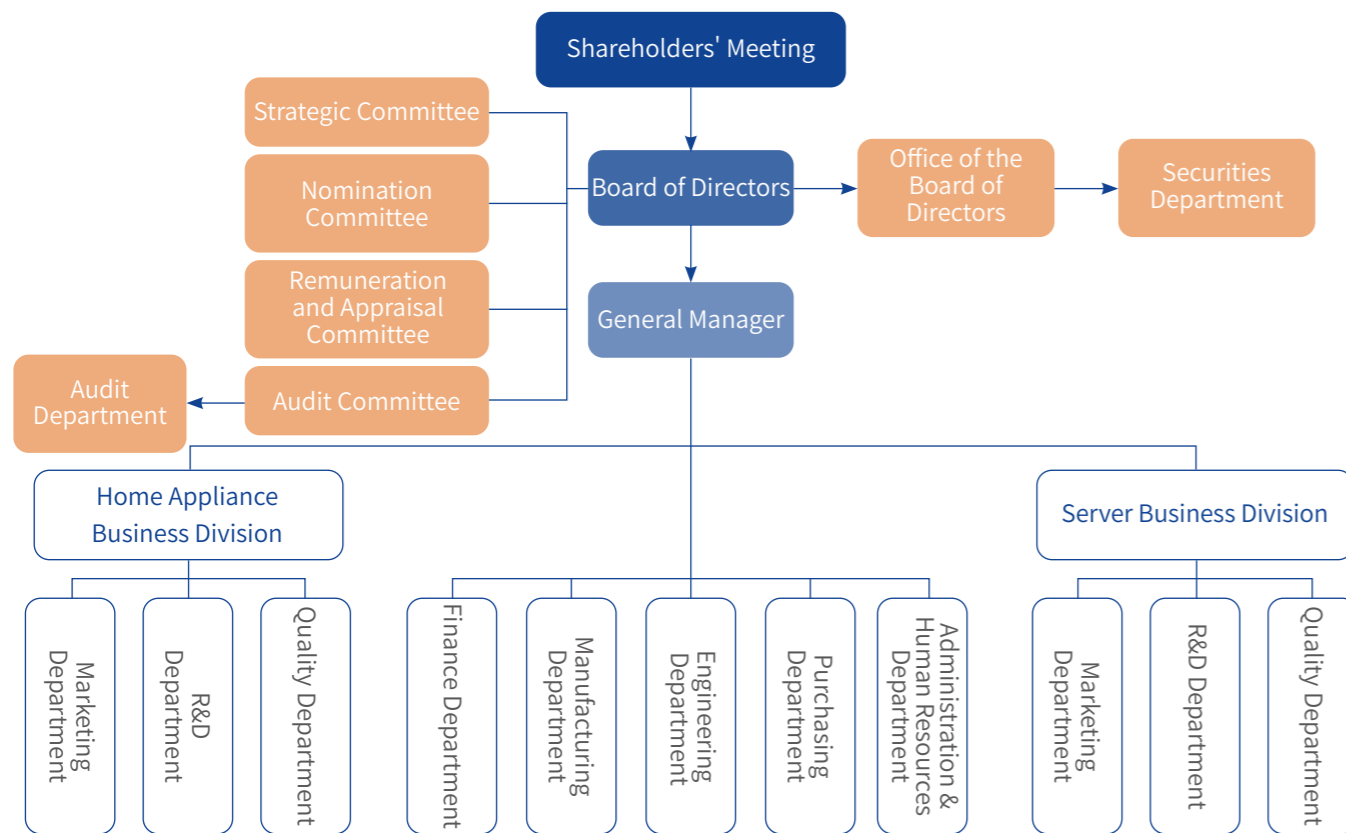 Shareholders' Meeting
Strategic Committee
Nomination
Committee
Remuneration
and Appraisal
Committee
Audit Committee
Audit
Department
Board of Directors
Office of the
Board of
Directors
Securities
Department
General Manager
Home Appliance
Business Division
Server Business Division
Marketing
Department
R&D
Department
Quality Department
Finance Department
Manufacturing
Department
Engineering
Department
Purchasing
Department
Administration &
Human Resources
Department
Marketing
Department
R&D Department
Quality Department